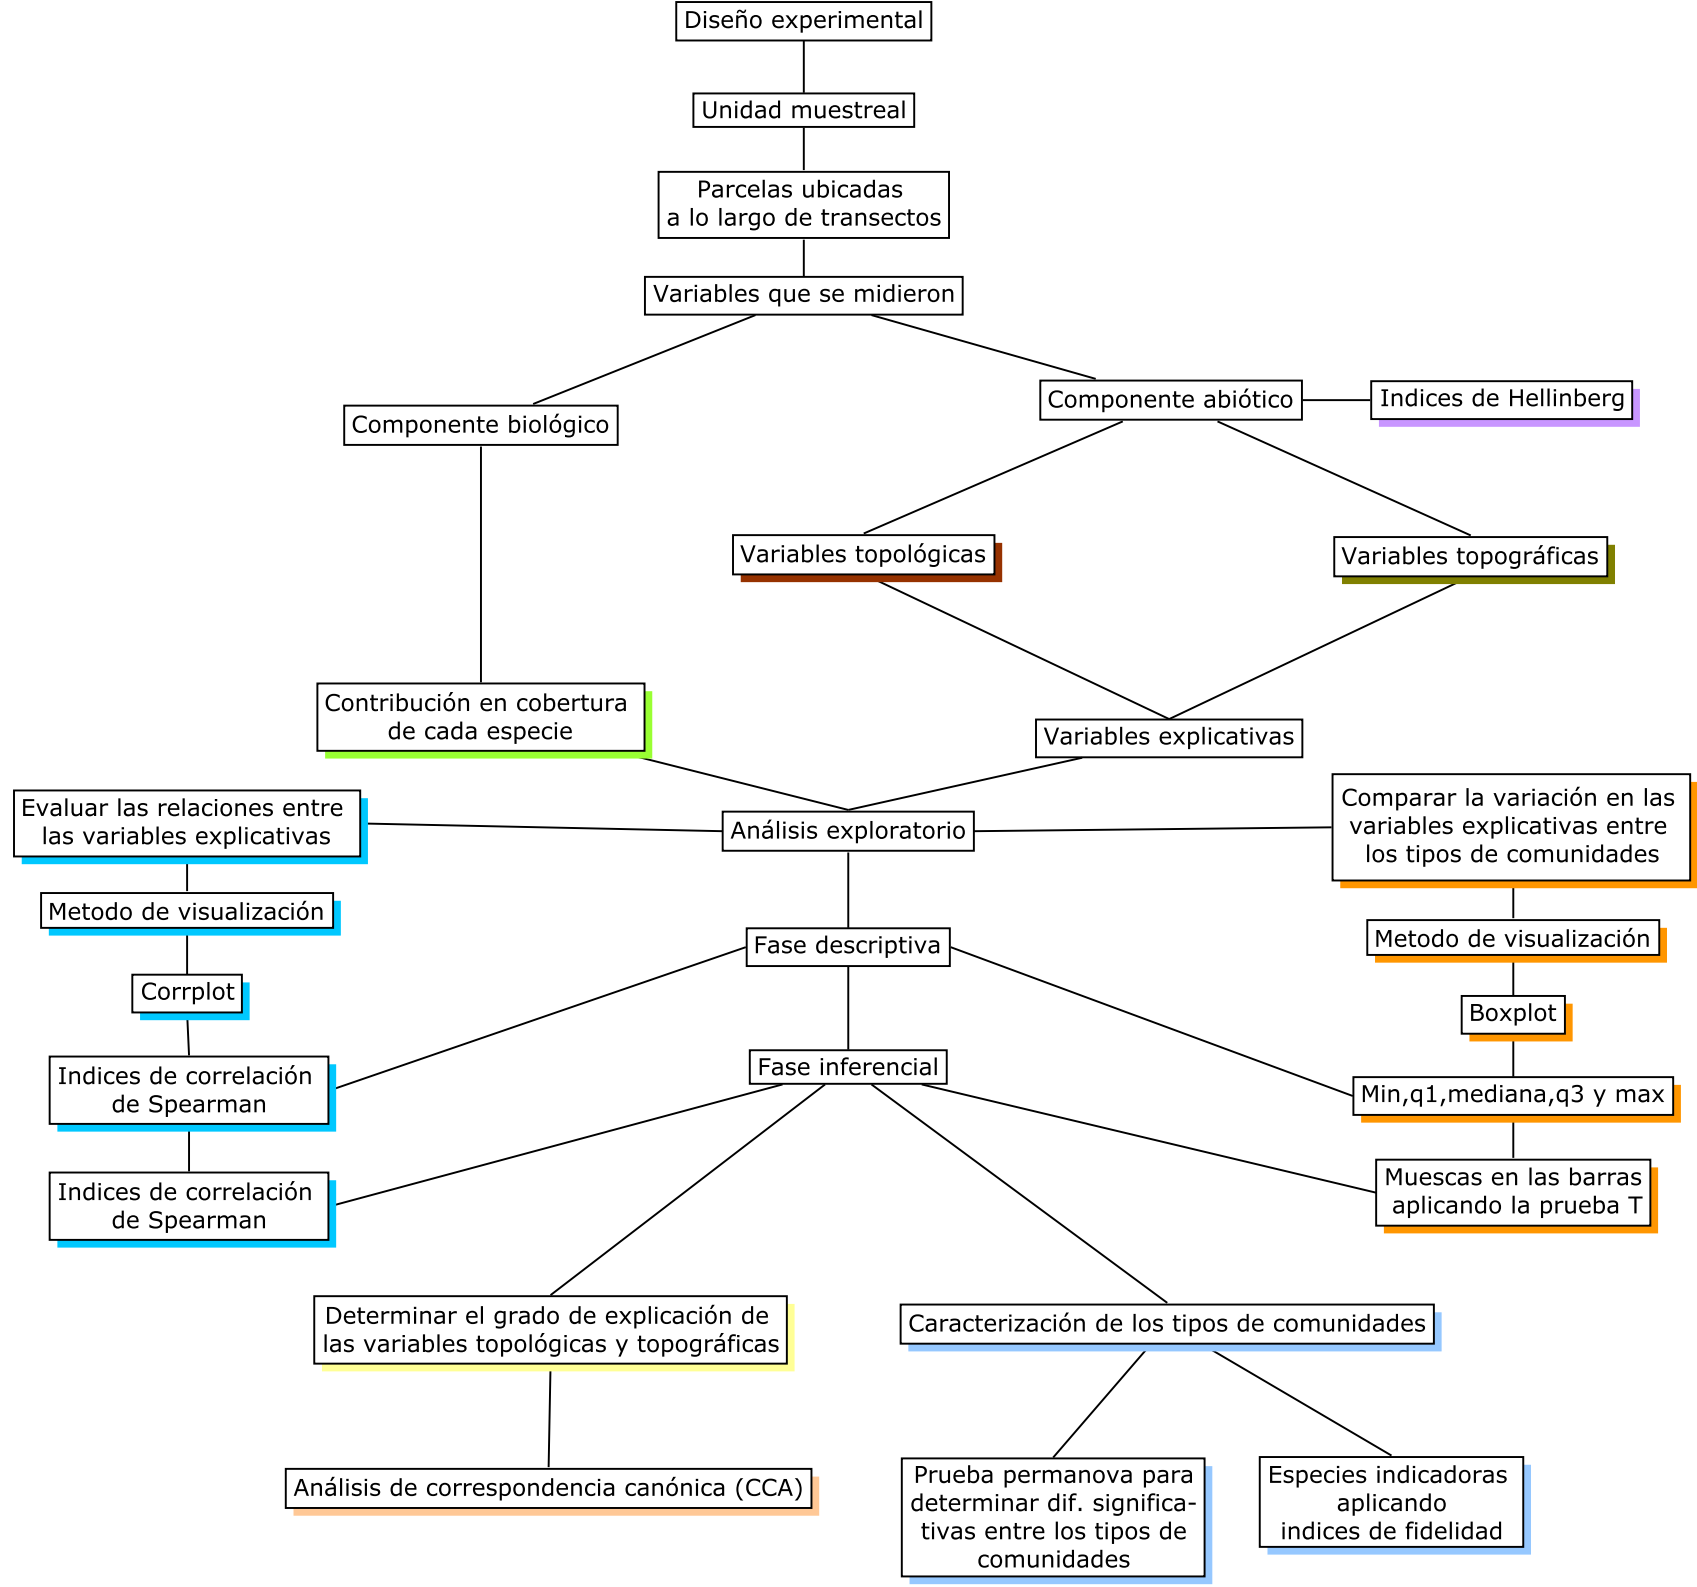 Diseño experimental
Unidad muestreal
Parcelas ubicadas
a lo largo de transectos
Variables que se midieron
Componente biológico
Componente abiótico
Indices de Hellinberg
Variables topológicas
Variables topográficas
Contribución en cobertura
de cada especie
Variables explicativas
Evaluar las relaciones entre
las variables explicativas
Análisis exploratorio
Comparar la variación en las
variables explicativas entre
los tipos de comunidades
Metodo de visualización
Fase descriptiva
Metodo de visualización
Corrplot
Boxplot
Indices de correlación
de Spearman
Fase inferencial
Min,q1,mediana,q3 y max
Indices de correlación
de Spearman
Muescas en las barras
aplicando la prueba T
Determinar el grado de explicación de
las variables topológicas y topográficas
Caracterización de los tipos de comunidades
Análisis de correspondencia canónica (CCA)
Prueba permanova para
determinar dif. significa-
tivas entre los tipos de
comunidades
Especies indicadoras
aplicando
indices de fidelidad